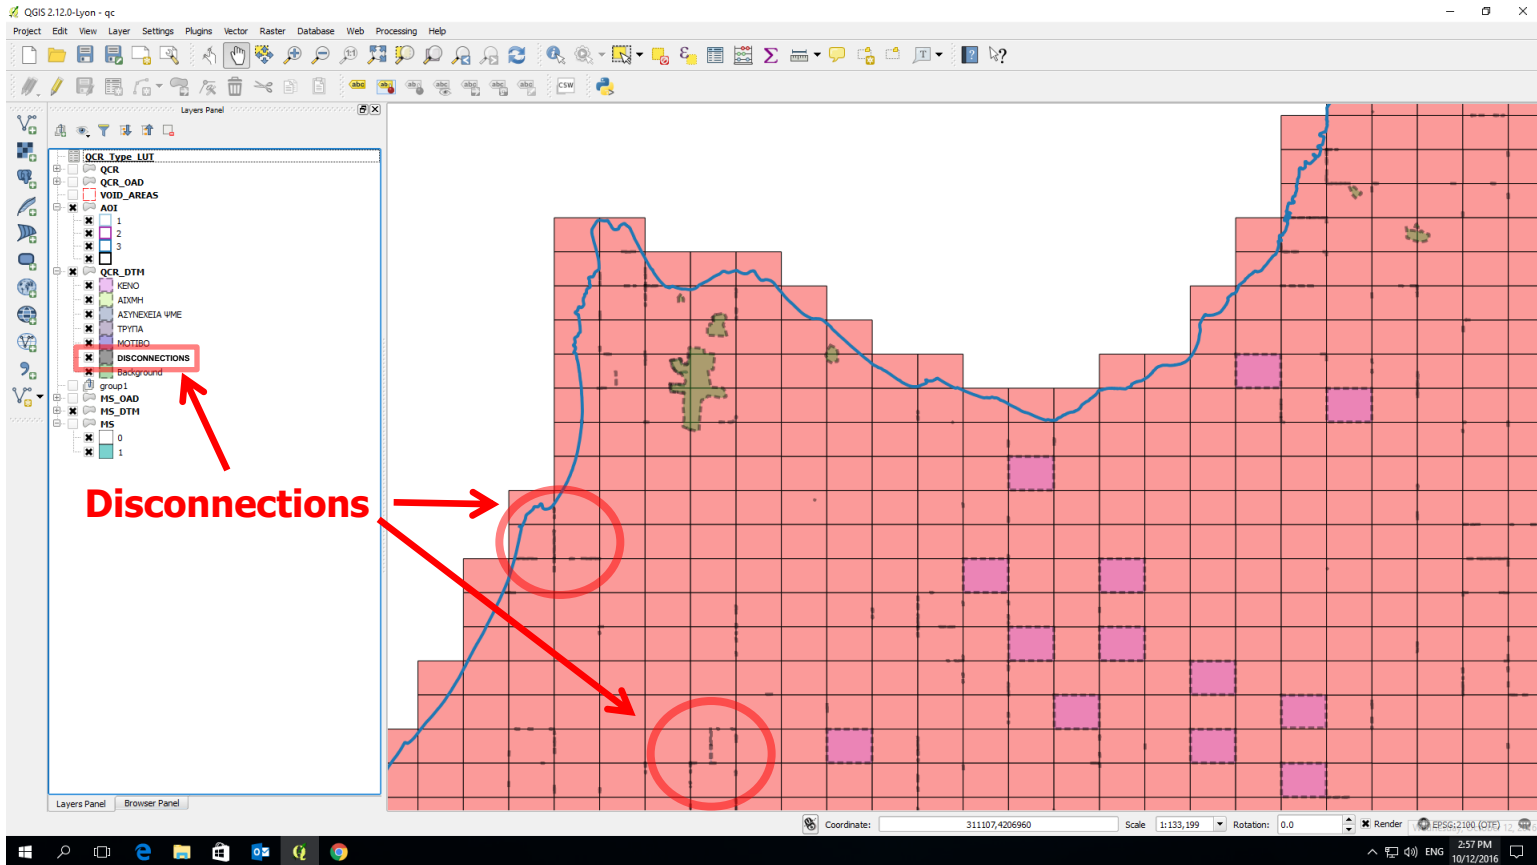 QGIS 2.12.0-Lyon - qc
Project Edit View Layer Settings Plugins Vector Raster Database Web Processing Help
CSW
Layers Panel
QCR_Type_LUT
QCR
QCR_OAD
VOID_AREAS
AOI
1
2
3
QCR_DTM
KENO
ΑΙΧΜΗ
ΑΣΥΝΕΧΕΙΑ ΨΜΕ
ΤΡΥΠΑ
ΜΟΤΙΒΟ
DISCONNECTIONS
Background
group1
MS_OAD
MS_DTM
MS
0
1
Disconnections
Layers Panel Browser Panel
Coordinate: 311107,4206960 Scale 1:133,199 Rotation: 0.0 Render EPSG:2100 (OTF)
ENG 2:57 PM
10/12/2016